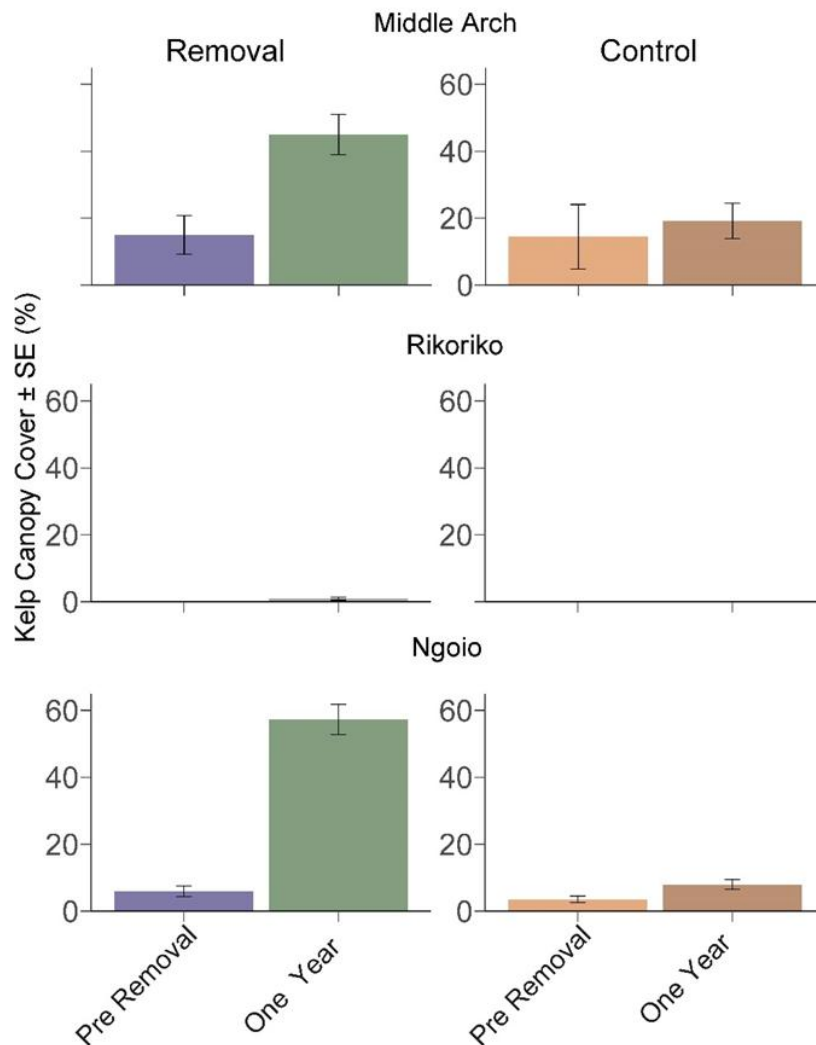 Middle Arch
Removal Control
60
40
20
0
Kelp Canopy Cover ± SE (%)
Rikoriko
60 60
40 40
20 20
0 0
Ngoio
60 60
40 40
20 20
0 0
Pre Removal One Year Pre Removal One Year